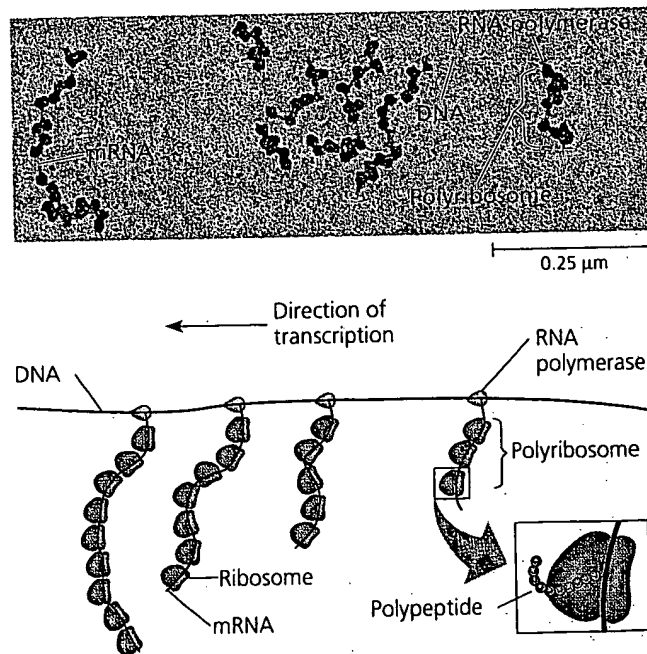 RNA polymerase
DNA
mRNA
Polyribosome
0.25 μm
Direction of
transcription
RNA
polymerase
DNA
Polyribosome
Ribosome
mRNA
Polypeptide